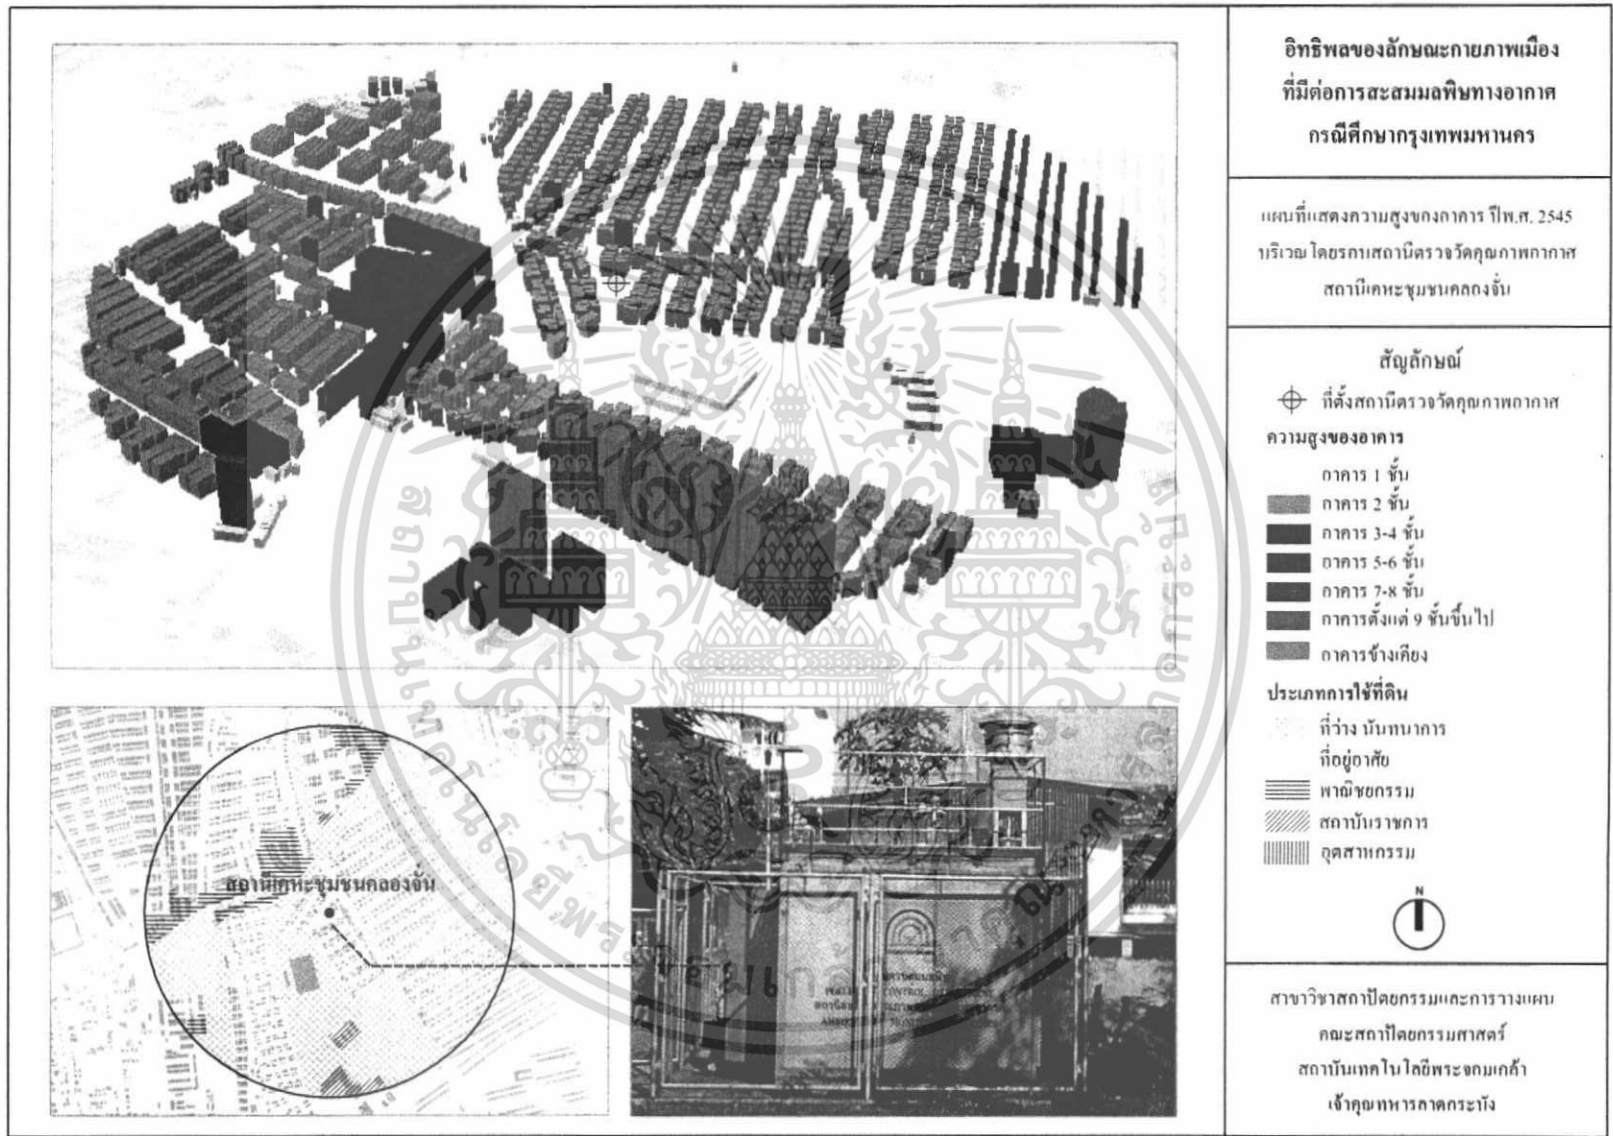 อิทธิพลของลักษณะกายภาพเมือง
ที่มีต่อการสะสมมลพิษทางอากาศ
กรณีศึกษากรุงเทพมหานคร
แผนที่แสดงความสูงของอาคาร ปีพ.ศ. 2545
บริเวณโดยรอบสถานีตรวจวัดคุณภาพอากาศ
สถานีเคหะชุมชนคลองจั่น
สัญลักษณ์
ที่ตั้งสถานีตรวจวัดคุณภาพอากาศ
ความสูงของอาคาร
อาคาร 1 ชั้น
อาคาร 2 ชั้น
อาคาร 3-4 ชั้น
อาคาร 5-6 ชั้น
อาคาร 7-8 ชั้น
อาคารตั้งแต่ 9 ชั้นขึ้นไป
อาคารข้างเคียง
ประเภทการใช้ที่ดิน
ที่ว่าง นันทนาการ
ที่อยู่อาศัย
พาณิชยกรรม
สถาบันราชการ
อุตสาหกรรม
N
สาขาวิชาสถาปัตยกรรมและการวางแผน
คณะสถาปัตยกรรมศาสตร์
สถาบันเทคโนโลยีพระจอมเกล้า
เจ้าคุณทหารลาดกระบัง
สถานีเคหะชุมชนคลองจั่น